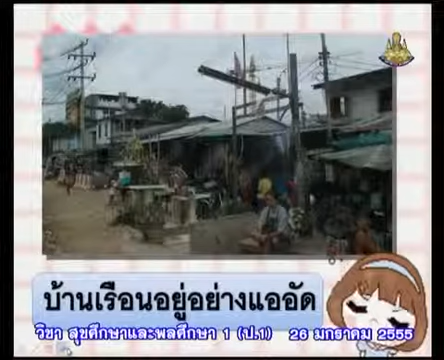 บ้านเรือนอยู่อย่างแออัด
วิชา สุขศึกษาและพลศึกษา 1 (ป.1) 26 มกราคม 2555